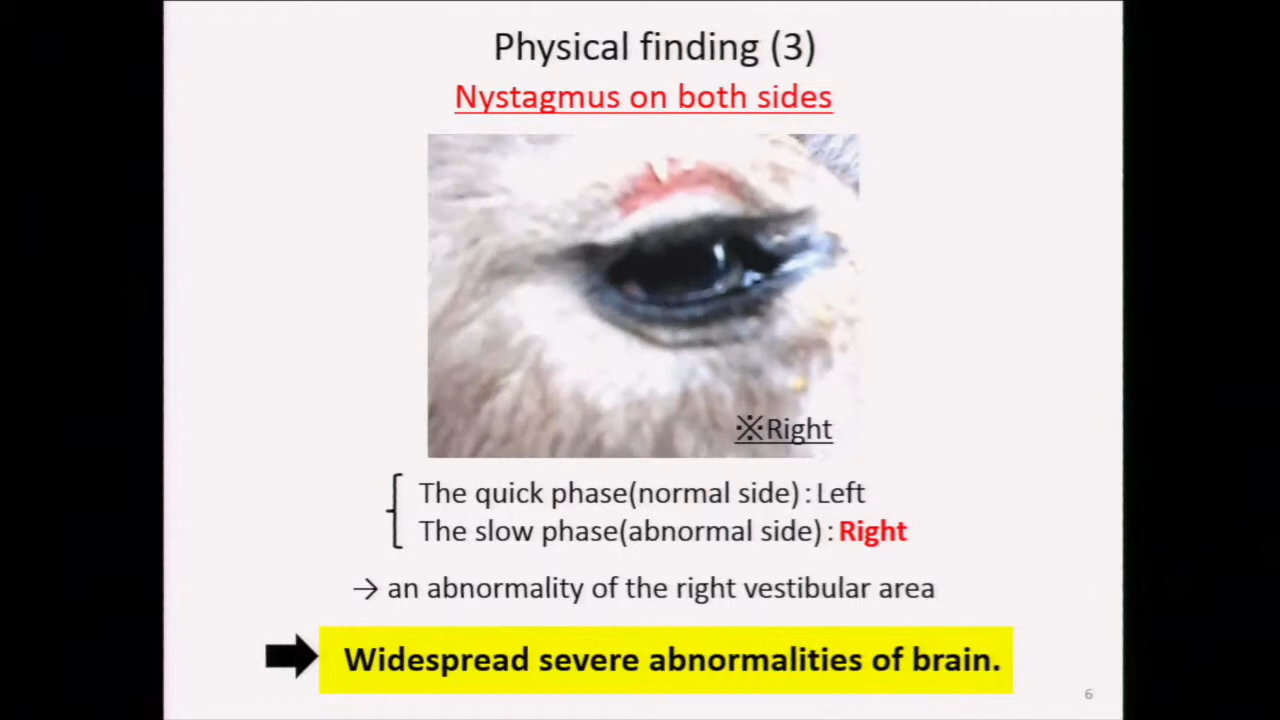 Physical finding (3)
Nystagmus on both sides
※Right
The quick phase(normal side) : Left
The slow phase(abnormal side) : Right
→ an abnormality of the right vestibular area
Widespread severe abnormalities of brain.
6